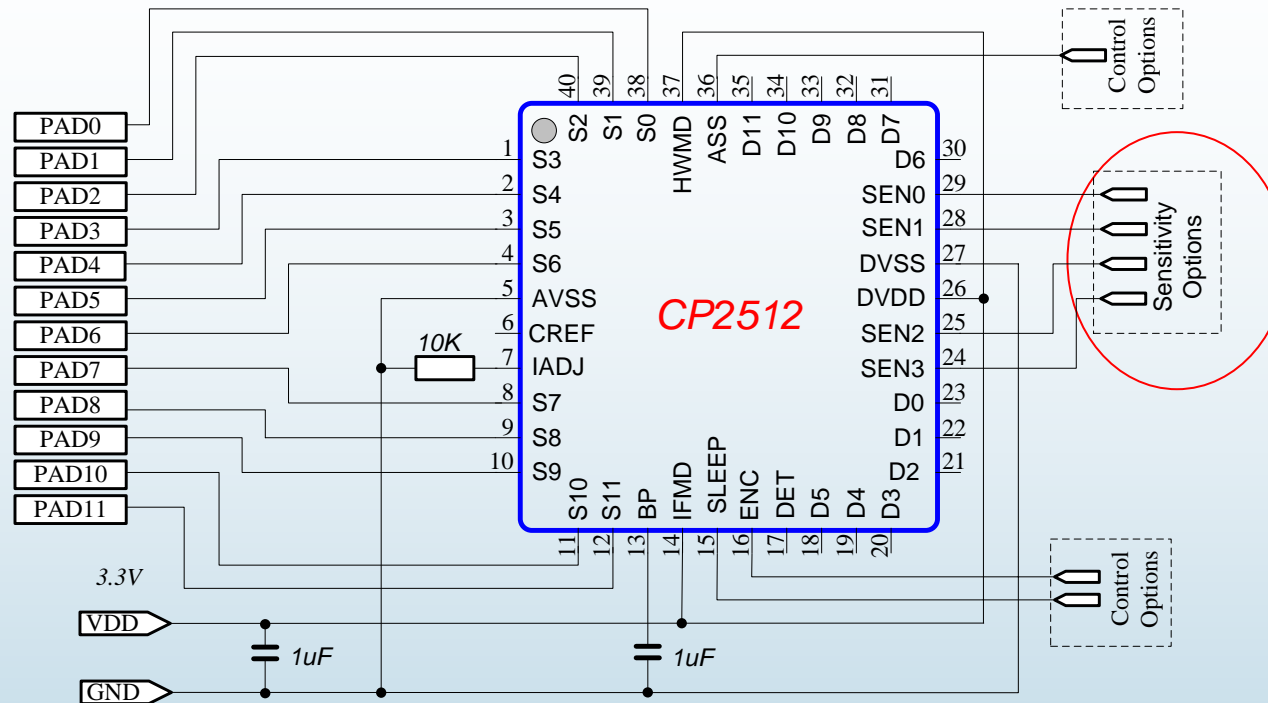 PAD0
PAD1
PAD2
PAD3
PAD4
PAD5
PAD6
PAD7
PAD8
PAD9
PAD10
PAD11
3.3V
VDD
GND
1uF
1uF
10K
CP2512
40
39
38
37
36
35
34
33
32
31
S2
S1
S0
HWMD
ASS
D11
D10
D9
D8
D7
1 S3
2 S4
3 S5
4 S6
5 AVSS
6 CREF
7 IADJ
8 S7
9 S8
10 S9
D6 30
SEN0 29
SEN1 28
DVSS 27
DVDD 26
SEN2 25
SEN3 24
D0 23
D1 22
D2 21
S10
S11
BP
IFMD
SLEEP
ENC
DET
D5
D4
D3
11
12
13
14
15
16
17
18
19
20
Control
Options
Sensitivity
Options
Control
Options